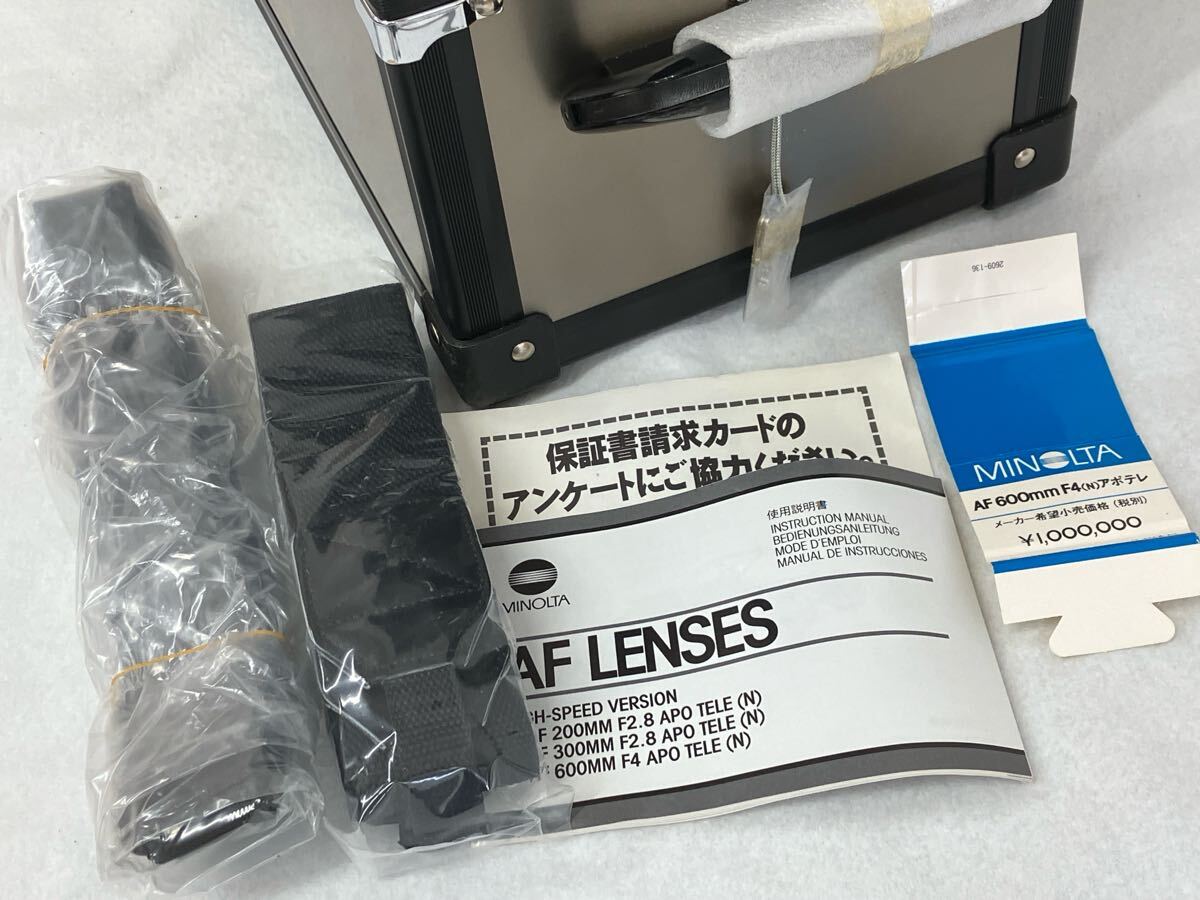 保証書請求カードの
アンケートにご協力ください。
使用説明書
INSTRUCTION MANUAL
BEDIENUNGSANLEITUNG
MODE D'EMPLOI
MANUAL DE INSTRUCCIONES
MINOLTA
AF LENSES
GH-SPEED VERSION
F 200MM F2.8 APO TELE (N)
F 300MM F2.8 APO TELE (N)
600MM F4 APO TELE (N)
2609-136
MINOLTA
AF 600mm F4(N)アポテレ
メーカー希望小売価格(税別)
¥1,000,000